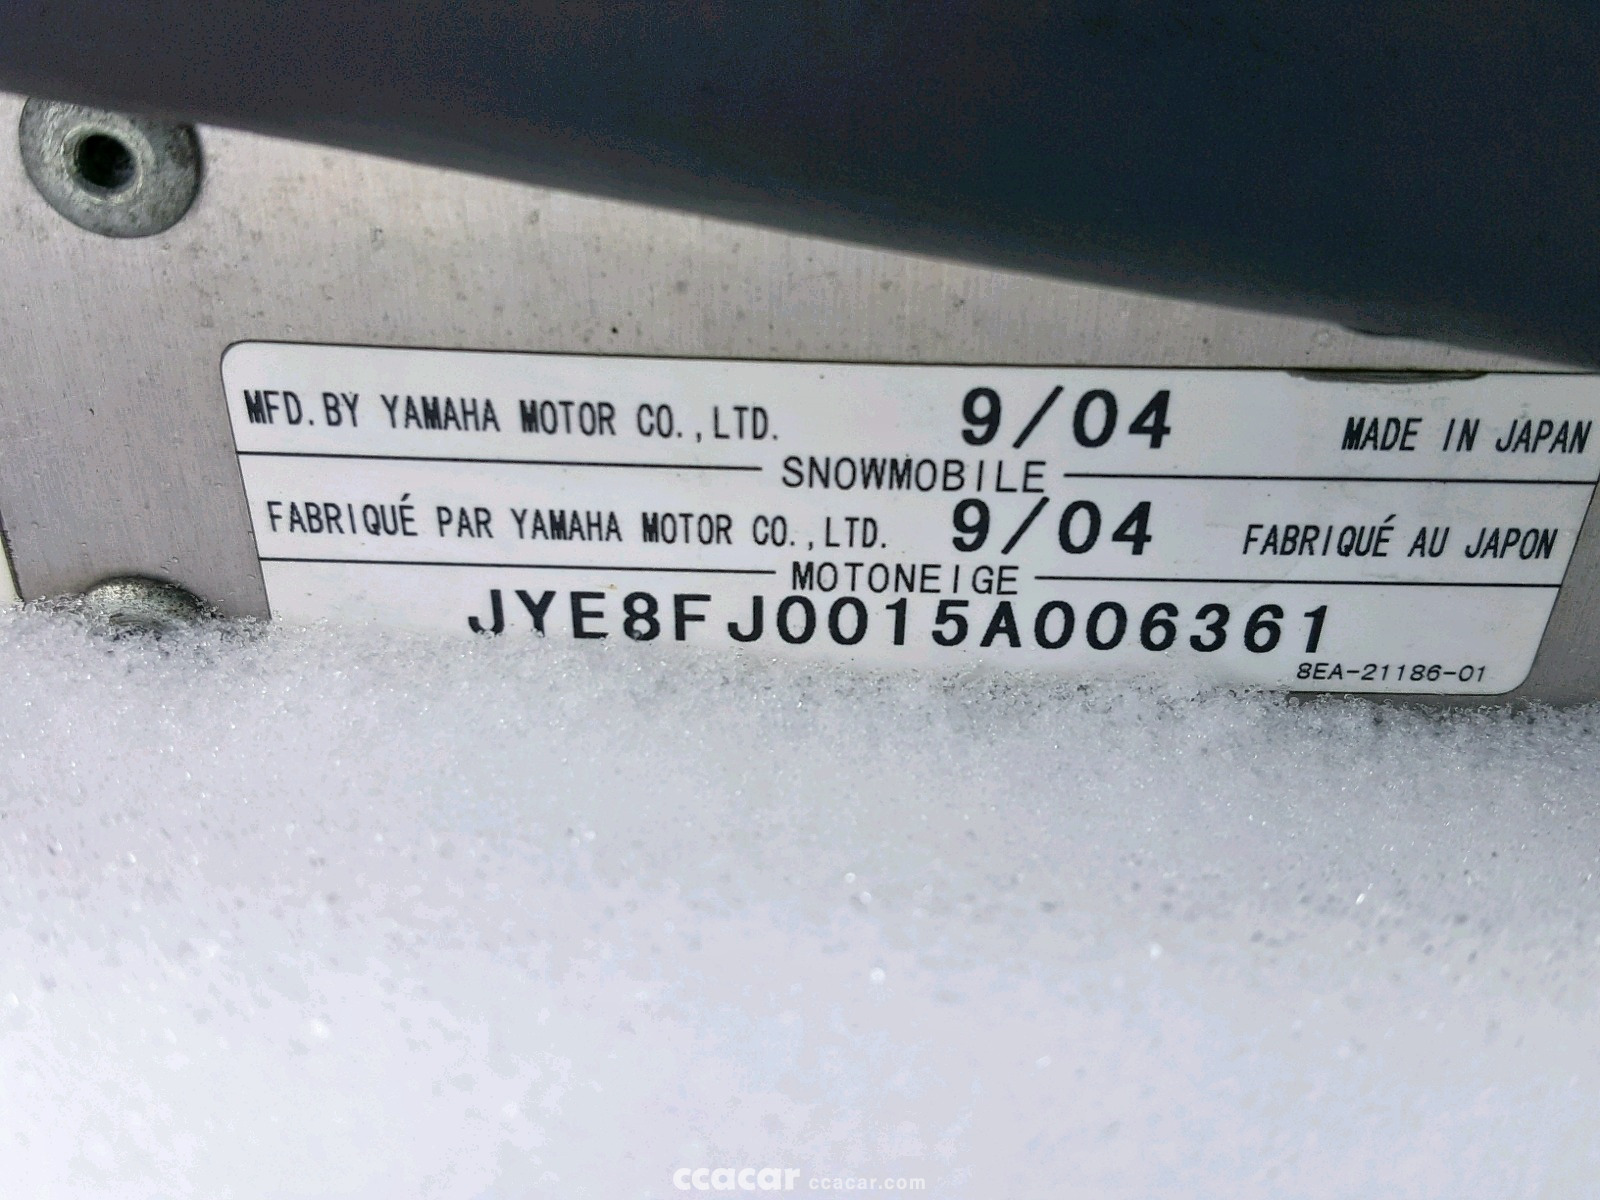 MFD. BY YAMAHA MOTOR CO., LTD. 9/04 MADE IN JAPAN
SNOWMOBILE
FABRIQUÉ PAR YAMAHA MOTOR CO., LTD. 9/04 FABRIQUÉ AU JAPON
MOTONEIGE
JYE8FJ0015A006361
8EA-21186-01
ccacar ccacar.com